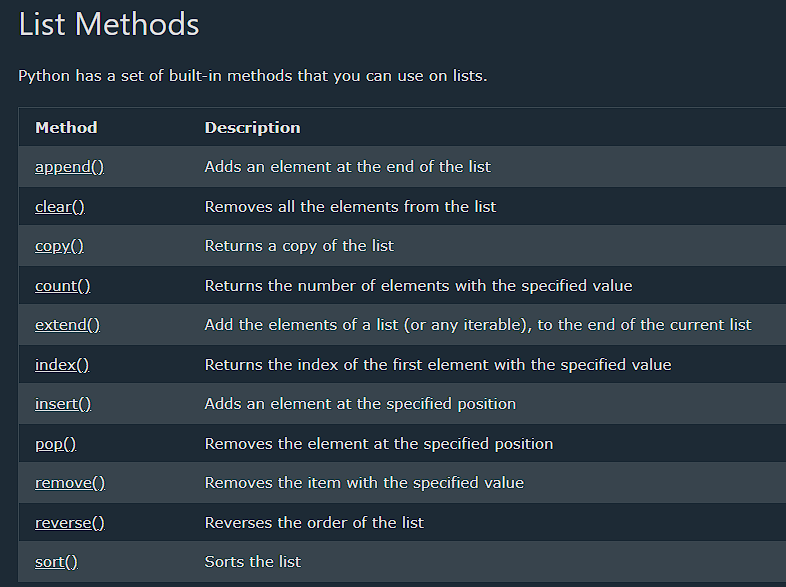 List Methods
Python has a set of built-in methods that you can use on lists.
Method Description
append() Adds an element at the end of the list
clear() Removes all the elements from the list
copy() Returns a copy of the list
count() Returns the number of elements with the specified value
extend() Add the elements of a list (or any iterable), to the end of the current list
index() Returns the index of the first element with the specified value
insert() Adds an element at the specified position
pop() Removes the element at the specified position
remove() Removes the item with the specified value
reverse() Reverses the order of the list
sort() Sorts the list